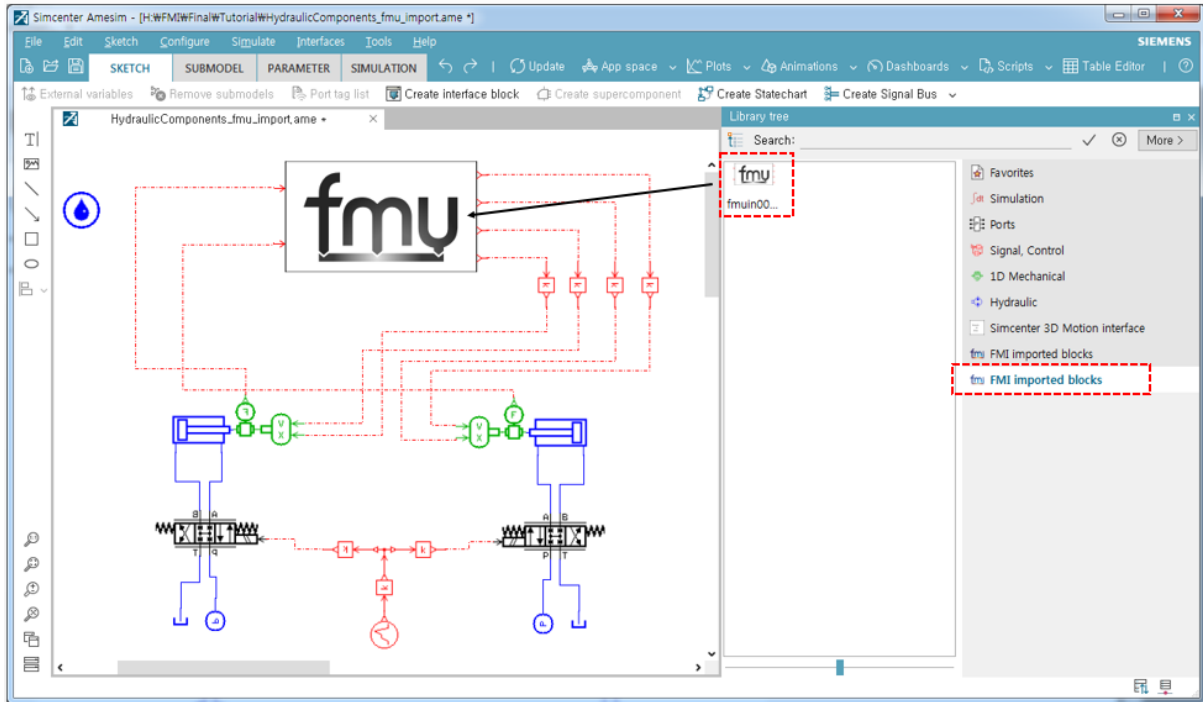 Simcenter Amesim - [H:₩FMI₩Final₩Tutorial₩HydraulicComponents_fmu_import.ame *]
File Edit Sketch Configure Simulate Interfaces Tools Help
SIEMENS
SKETCH SUBMODEL PARAMETER SIMULATION Update App space Plots Animations Dashboards Scripts Table Editor
External variables Remove submodels Port tag list Create interface block Create supercomponent Create Statechart Create Signal Bus
HydraulicComponents_fmu_import.ame *
Library tree
Search: More >
fmu
fmuin00...
Favorites
Simulation
Ports
Signal, Control
1D Mechanical
Hydraulic
Simcenter 3D Motion interface
fmu FMI imported blocks
fmu FMI imported blocks
fmu
F
V
X
F
V
X
B A
T P
A B
P T
k
k
k
P
P